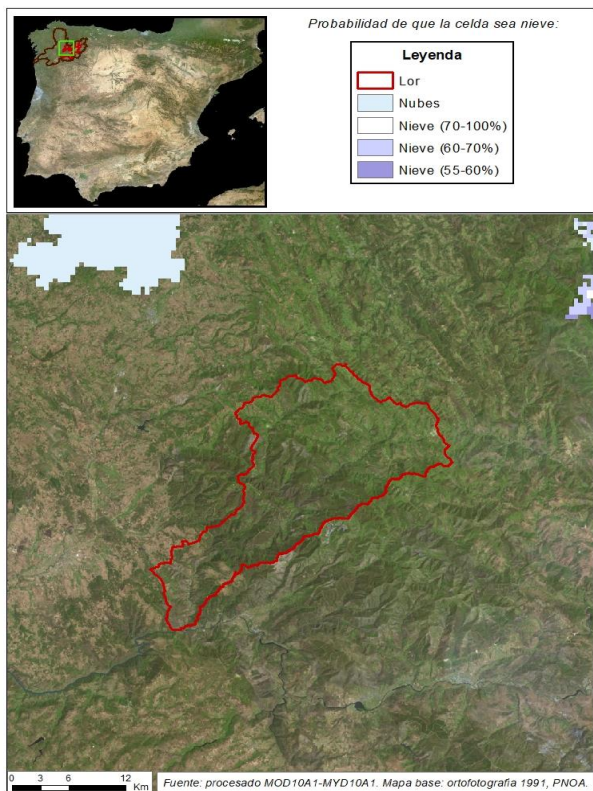 Probabilidad de que la celda sea nieve:
Leyenda
Lor
Nubes
Nieve (70-100%)
Nieve (60-70%)
Nieve (55-60%)
0 3 6 12
Km
Fuente: procesado MOD10A1-MYD10A1. Mapa base: ortofotografía 1991, PNOA.